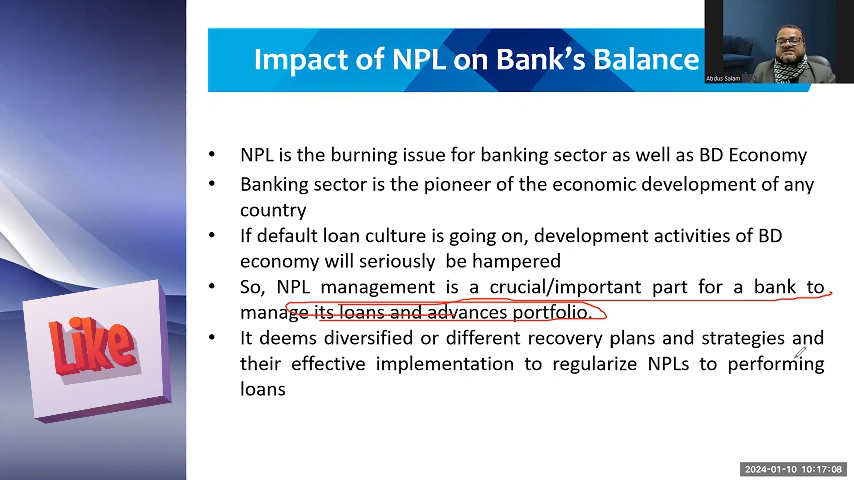 Impact of NPL on Bank's Balance
Abdus Salam
• NPL is the burning issue for banking sector as well as BD Economy
• Banking sector is the pioneer of the economic development of any
country
• If default loan culture is going on, development activities of BD
economy will seriously be hampered
• So, NPL management is a crucial/important part for a bank to
manage its loans and advances portfolio.
• It deems diversified or different recovery plans and strategies and
their effective implementation to regularize NPLs to performing
loans
Like
2024-01-10 10:17:08